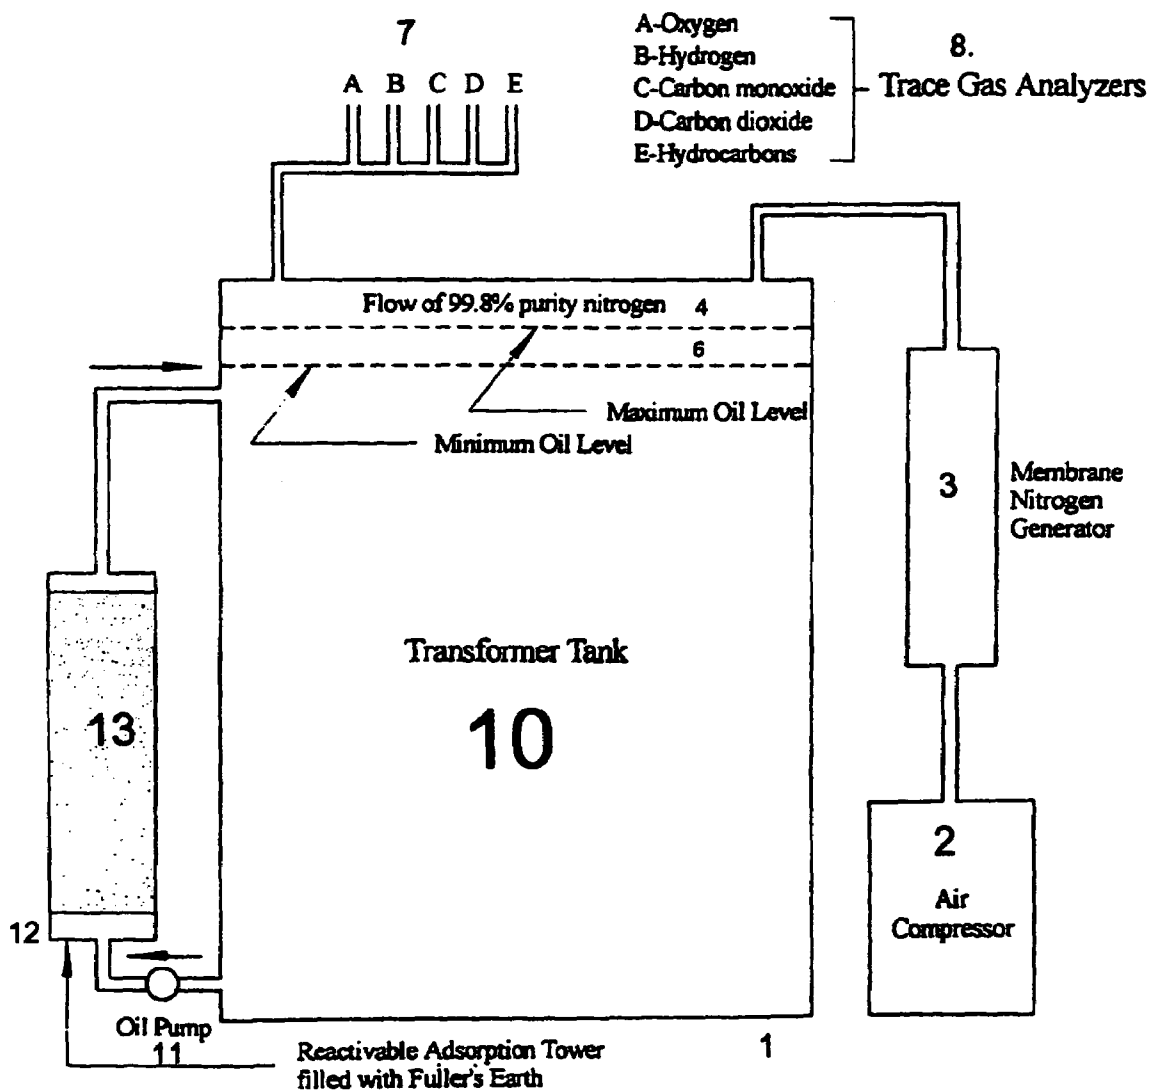 7
A B C D E
A-Oxygen
B-Hydrogen
C-Carbon monoxide
D-Carbon dioxide
E-Hydrocarbons
8.
Trace Gas Analyzers
Flow of 99.8% purity nitrogen 4
6
Maximum Oil Level
Minimum Oil Level
3
Membrane
Nitrogen
Generator
Transformer Tank
10
13
2
Air
Compressor
12
Oil Pump
11
Reactivable Adsorption Tower
filled with Fuller's Earth
1